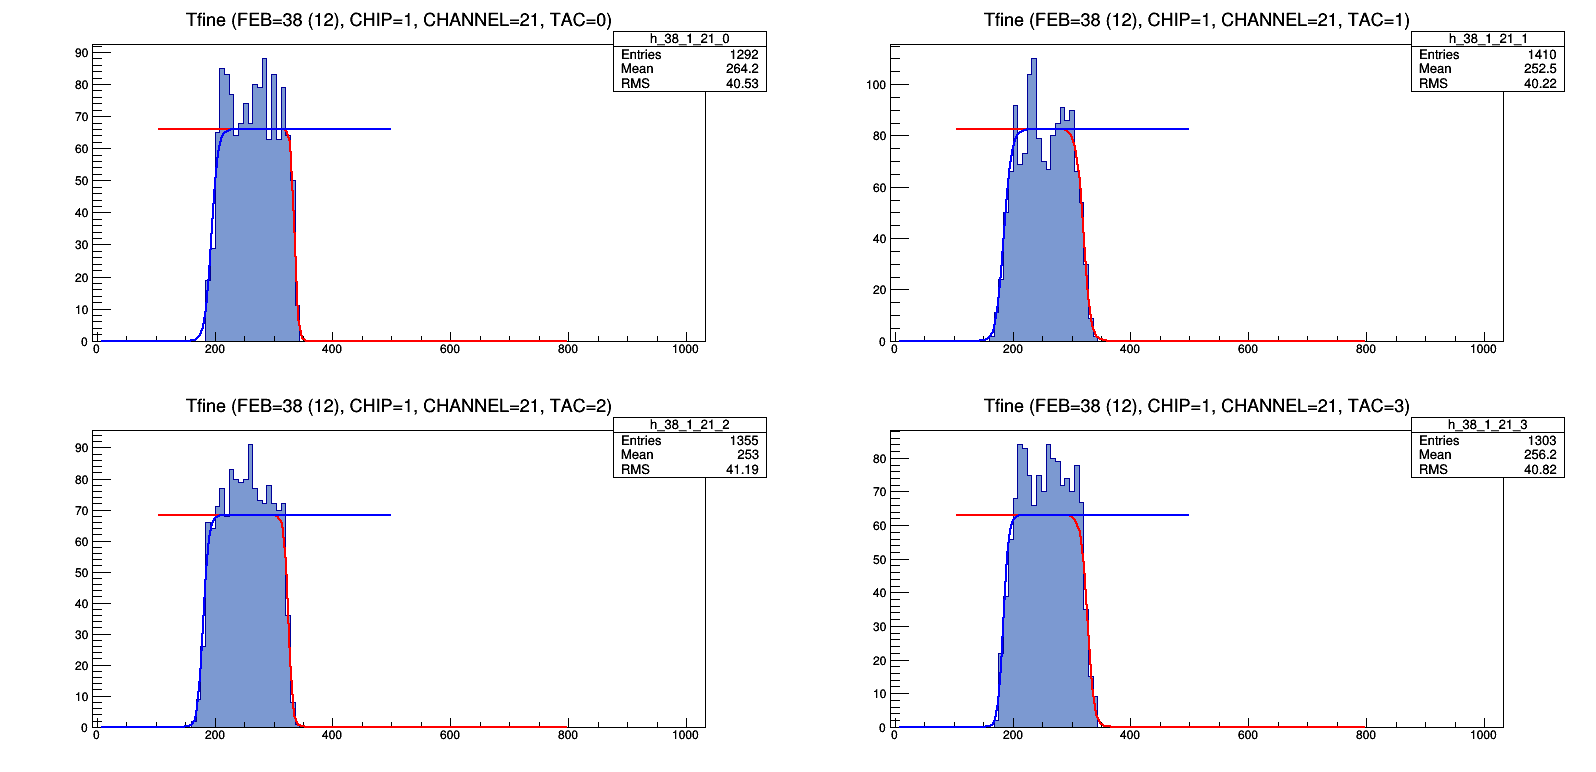 Tfine (FEB=38 (12), CHIP=1, CHANNEL=21, TAC=0)
h_38_1_21_0
Entries 1292
Mean 264.2
RMS 40.53
90
80
70
60
50
40
30
20
10
0
0 200 400 600 800 1000
Tfine (FEB=38 (12), CHIP=1, CHANNEL=21, TAC=1)
h_38_1_21_1
Entries 1410
Mean 252.5
RMS 40.22
100
80
60
40
20
0
0 200 400 600 800 1000
Tfine (FEB=38 (12), CHIP=1, CHANNEL=21, TAC=2)
h_38_1_21_2
Entries 1355
Mean 253
RMS 41.19
90
80
70
60
50
40
30
20
10
0
0 200 400 600 800 1000
Tfine (FEB=38 (12), CHIP=1, CHANNEL=21, TAC=3)
h_38_1_21_3
Entries 1303
Mean 256.2
RMS 40.82
80
70
60
50
40
30
20
10
0
0 200 400 600 800 1000